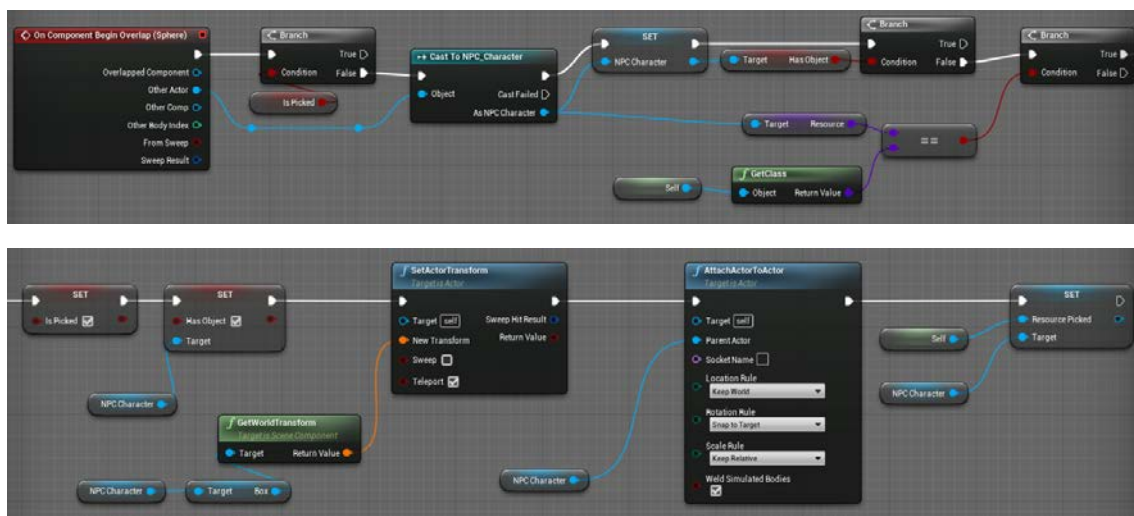 On Component Begin Overlap (Sphere)
Overlapped Component
Other Actor
Other Comp
Other Body Index
From Sweep
Sweep Result
Branch
True
Condition
False
Is Picked
Cast To NPC_Character
Object
Cast Failed
As NPC Character
SET
NPC Character
Target
Has Object
Branch
True
Condition
False
Branch
True
Condition
False
Target
Resource
==
Self
f GetClass
Object
Return Value
SET
Is Picked
SET
Has Object
Target
NPC Character
f GetWorldTransform
Target is Scene Component
Target
Return Value
NPC Character
Target
Box
f SetActorTransform
Target is Actor
Target self
Sweep Hit Result
New Transform
Return Value
Sweep
Teleport
f AttachActorToActor
Target is Actor
Target self
Parent Actor
Socket Name
Location Rule
Keep World
Rotation Rule
Snap to Target
Scale Rule
Keep Relative
Weld Simulated Bodies
NPC Character
Self
NPC Character
SET
Resource Picked
Target